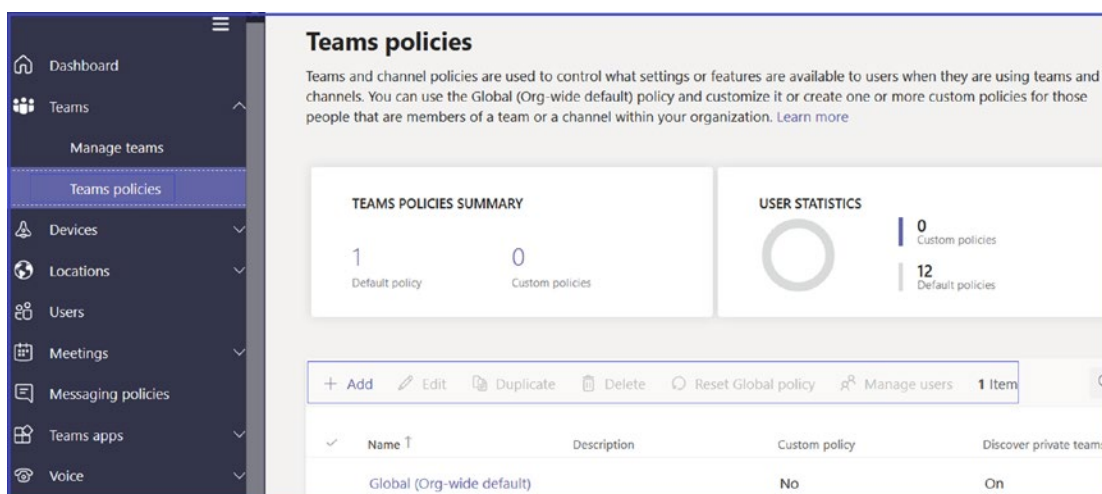 Dashboard
Teams
Manage teams
Teams policies
Devices
Locations
Users
Meetings
Messaging policies
Teams apps
Voice
Teams policies
Teams and channel policies are used to control what settings or features are available to users when they are using teams and
channels. You can use the Global (Org-wide default) policy and customize it or create one or more custom policies for those
people that are members of a team or a channel within your organization. Learn more
TEAMS POLICIES SUMMARY
1
0
Default policy
Custom policies
USER STATISTICS
0
Custom policies
12
Default policies
+ Add Edit Duplicate Delete Reset Global policy Manage users 1 Item
Name ↑ Description Custom policy Discover private teams
Global (Org-wide default) No On